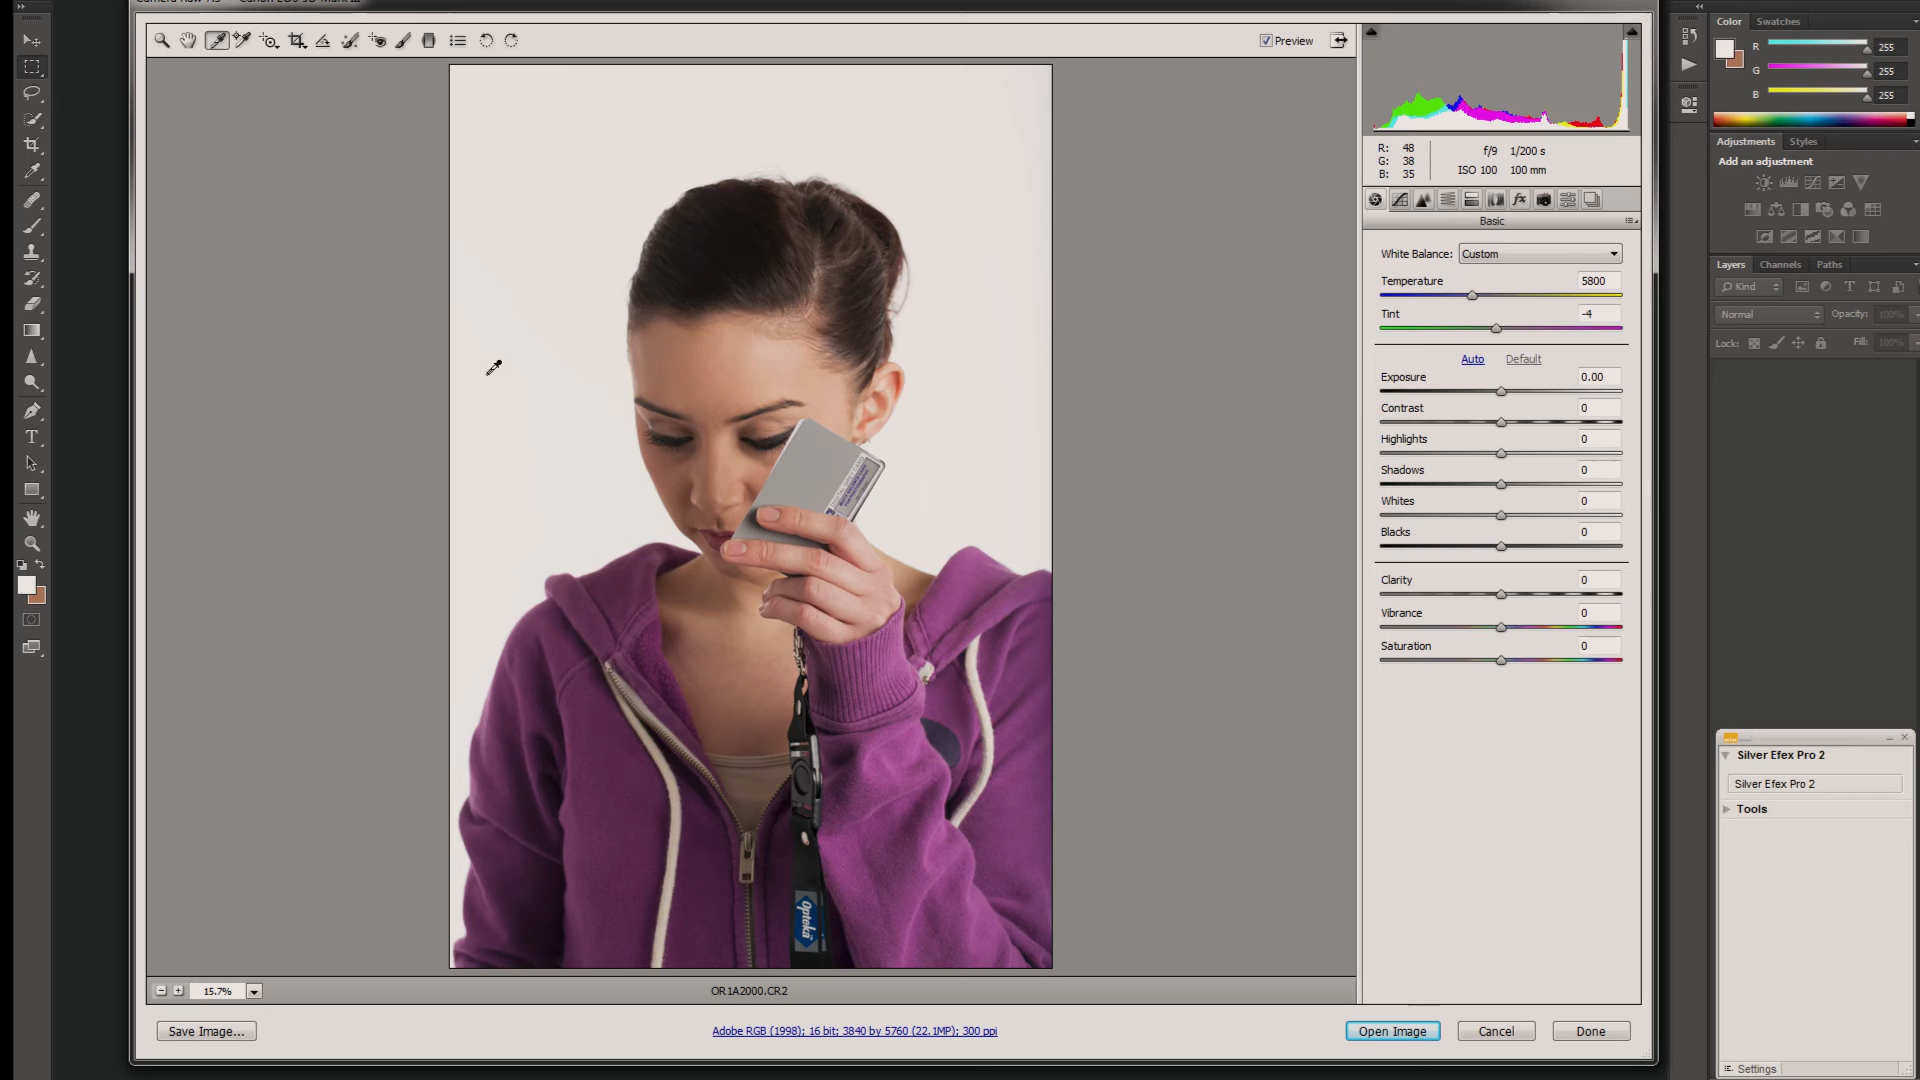 Preview
R: 48
G: 38
B: 35
f/9 1/200 s
ISO 100 100 mm
Basic
White Balance: Custom
Temperature 5800
Tint -4
Auto Default
Exposure 0.00
Contrast 0
Highlights 0
Shadows 0
Whites 0
Blacks 0
Clarity 0
Vibrance 0
Saturation 0
Opteka
15.7%
OR1A2000.CR2
Save Image...
Adobe RGB (1998); 16 bit; 3840 by 5760 (22.1MP); 300 ppi
Open Image
Cancel
Done
Color Swatches
R 255
G 255
B 255
Adjustments Styles
Add an adjustment
Layers Channels Paths
Kind
Normal Opacity: 100%
Lock: Fill: 100%
Silver Efex Pro 2
Silver Efex Pro 2
Tools
Settings